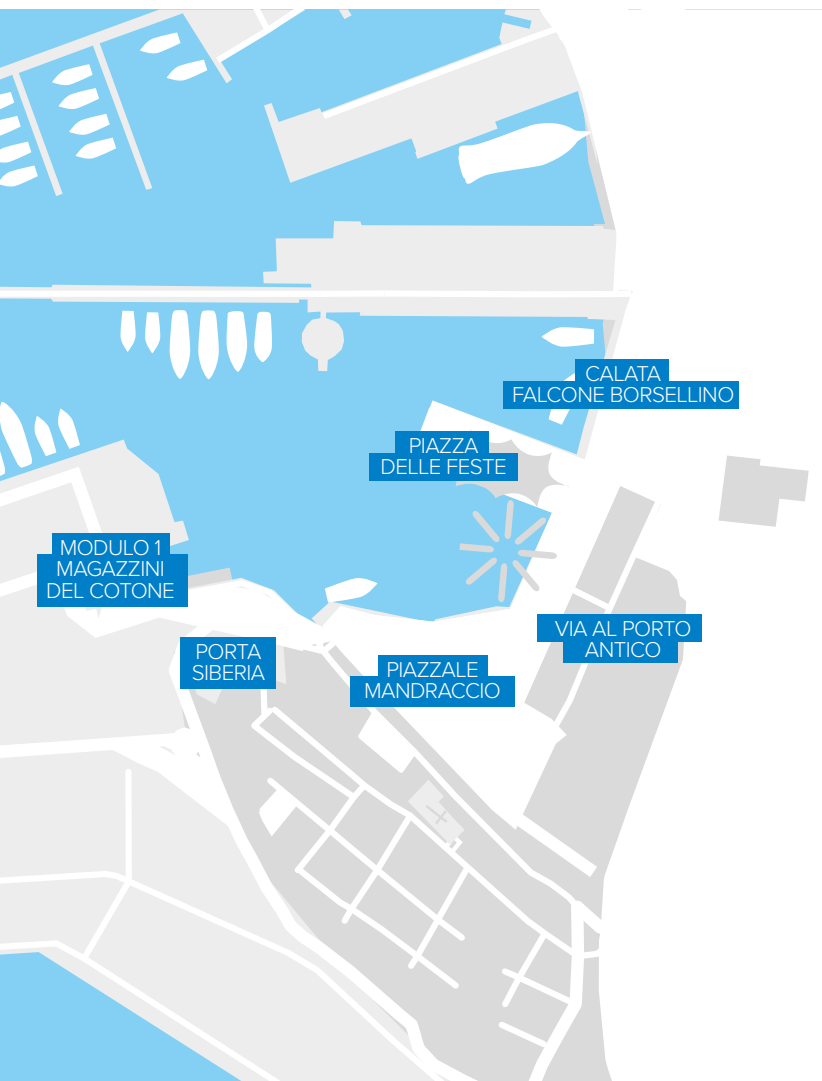 CALATA
FALCONE BORSELLINO
PIAZZA
DELLE FESTE
MODULO 1
MAGAZZINI
DEL COTONE
VIA AL PORTO
ANTICO
PORTA
SIBERIA
PIAZZALE
MANDRACCIO